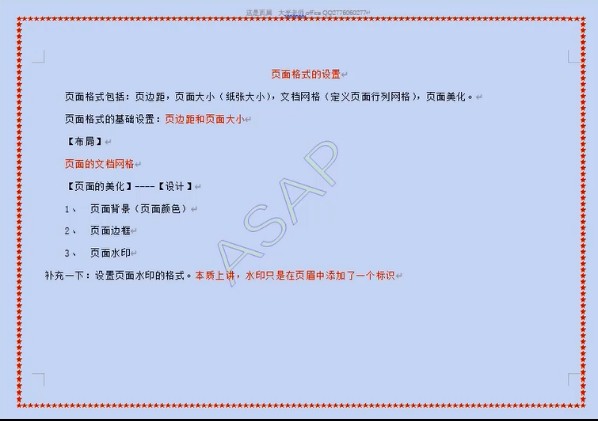 页面格式的设置
页面格式包括：页边距，页面大小（纸张大小），文档网格（定义页面行列网格），页面美化。
页面格式的基础设置：页边距和页面大小
【布局】
页面的文档网格
【页面的美化】----【设计】
1、 页面背景（页面颜色）
2、 页面边框
3、 页面水印
补充一下：设置页面水印的格式。本质上讲，水印只是在页眉中添加了一个标识
ASAP